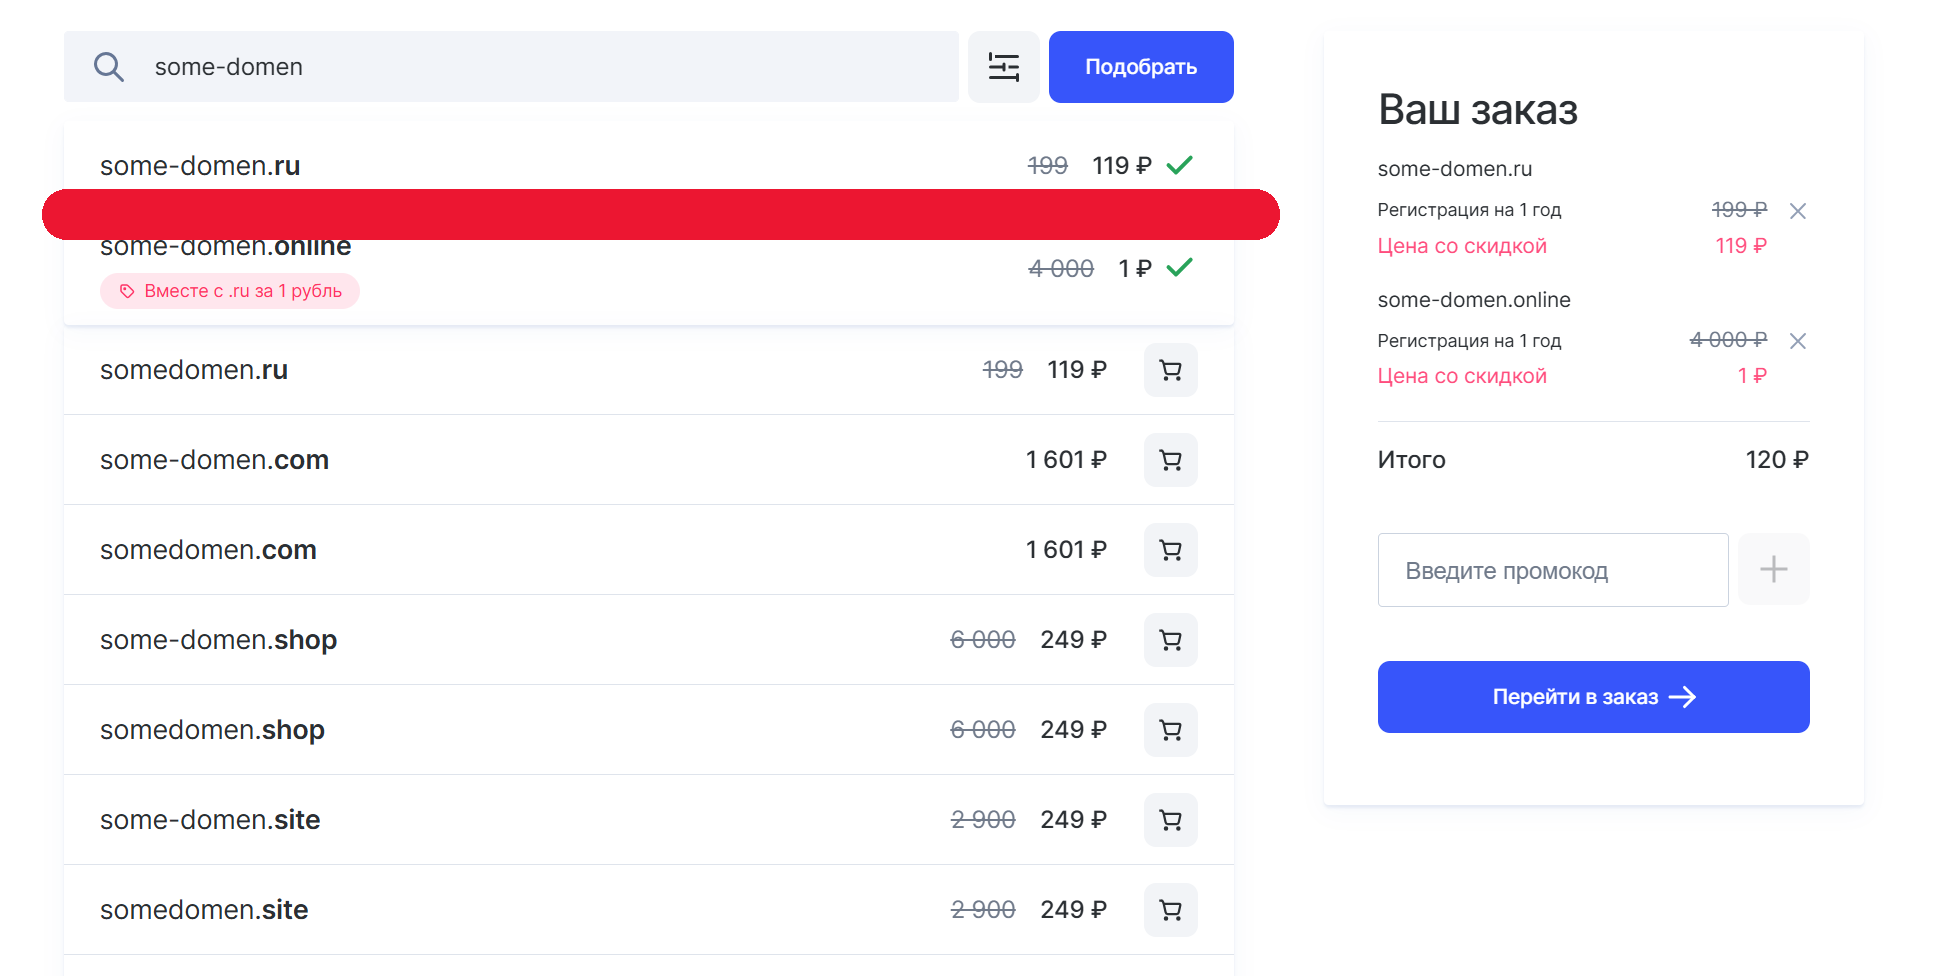 some-domen
Подобрать
some-domen.ru
199 119 ₽
some-domen.online
4 000 1 ₽
Вместе с .ru за 1 рубль
somedomen.ru
199 119 ₽
some-domen.com
1 601 ₽
somedomen.com
1 601 ₽
some-domen.shop
6 000 249 ₽
somedomen.shop
6 000 249 ₽
some-domen.site
2 900 249 ₽
somedomen.site
2 900 249 ₽
Ваш заказ
some-domen.ru
Регистрация на 1 год 199 ₽
Цена со скидкой 119 ₽
some-domen.online
Регистрация на 1 год 4 000 ₽
Цена со скидкой 1 ₽
Итого 120 ₽
Введите промокод
Перейти в заказ